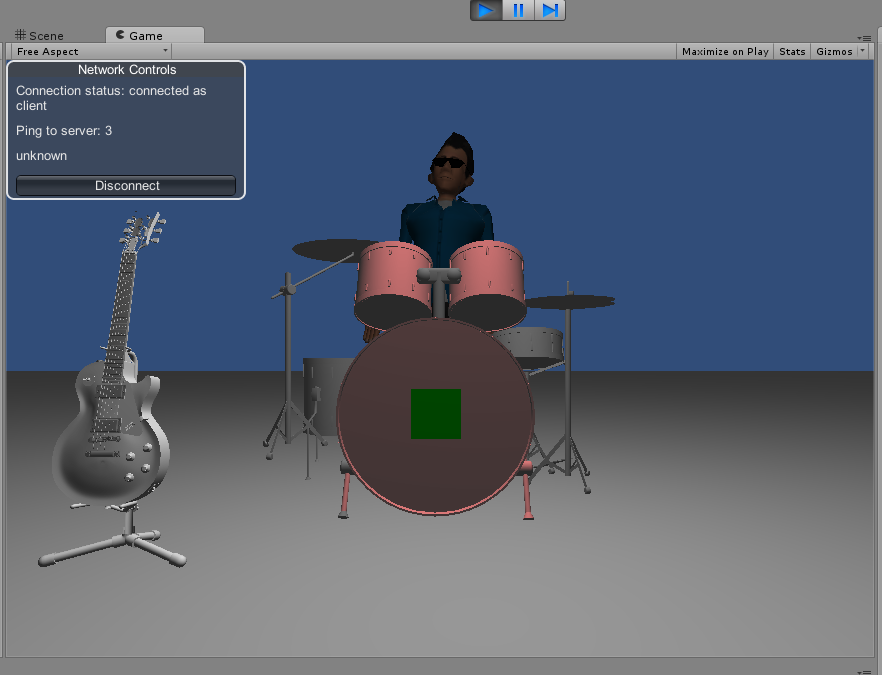 Scene
Game
Free Aspect
Maximize on Play
Stats
Gizmos
Network Controls
Connection status: connected as
client
Ping to server: 3
unknown
Disconnect